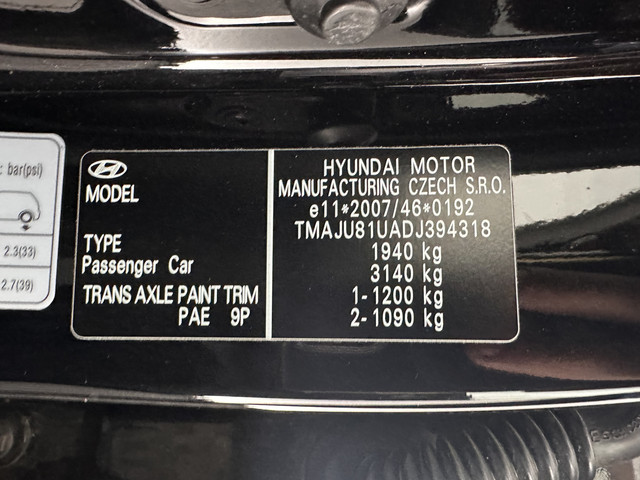 : bar(psi)
2.3(33)
2.7(39)
MODEL
TYPE
Passenger Car
TRANS AXLE PAINT TRIM
PAE 9P
HYUNDAI MOTOR
MANUFACTURING CZECH S.R.O.
e11*2007/46*0192
TMAJU81UADJ394318
1940 kg
3140 kg
1-1200 kg
2-1090 kg